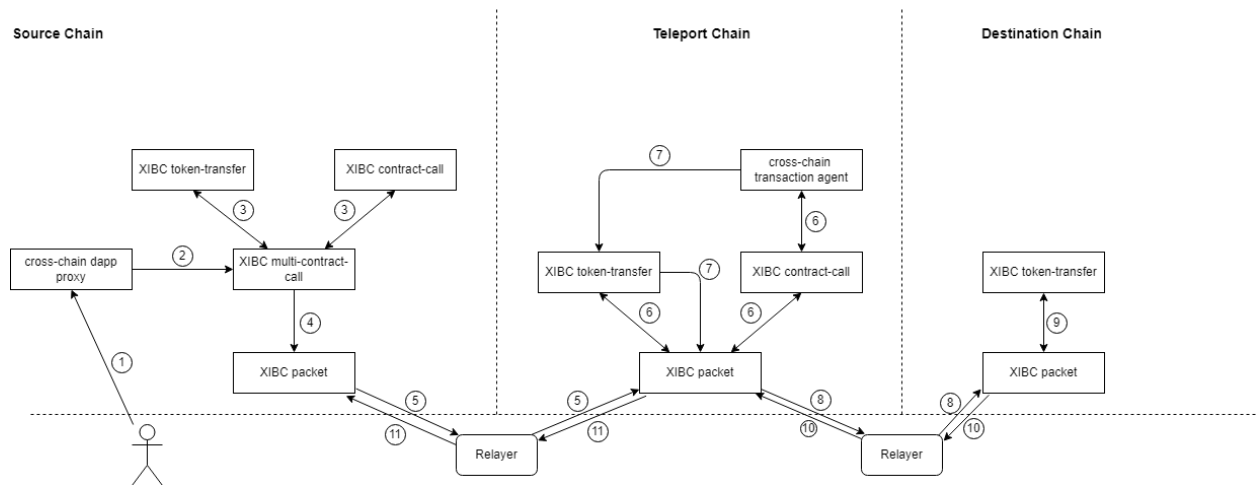 Source Chain
Teleport Chain
Destination Chain
XIBC token-transfer
XIBC contract-call
7
cross-chain
transaction agent
3
3
6
cross-chain dapp
proxy
2
XIBC multi-contract-
call
XIBC token-transfer
7
XIBC contract-call
XIBC token-transfer
6
6
4
9
1
XIBC packet
XIBC packet
XIBC packet
5
5
8
8
11
11
10
10
Relayer
Relayer